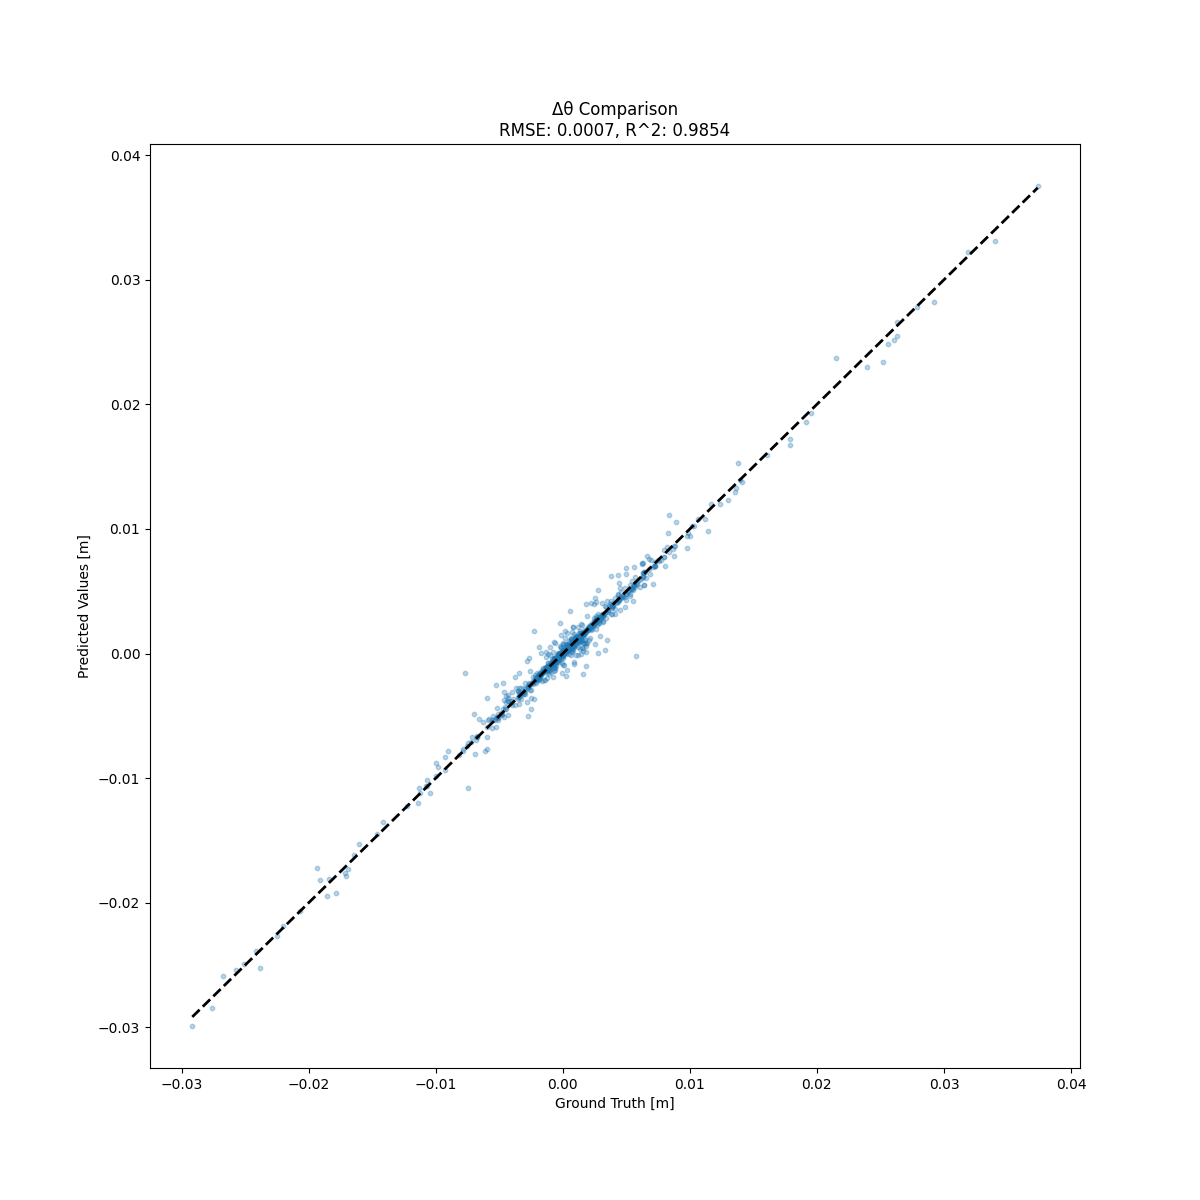 Δθ Comparison
RMSE: 0.0007, R^2: 0.9854
0.04
0.03
0.02
0.01
0.00
−0.01
−0.02
−0.03
Predicted Values [m]
−0.03 −0.02 −0.01 0.00 0.01 0.02 0.03 0.04
Ground Truth [m]